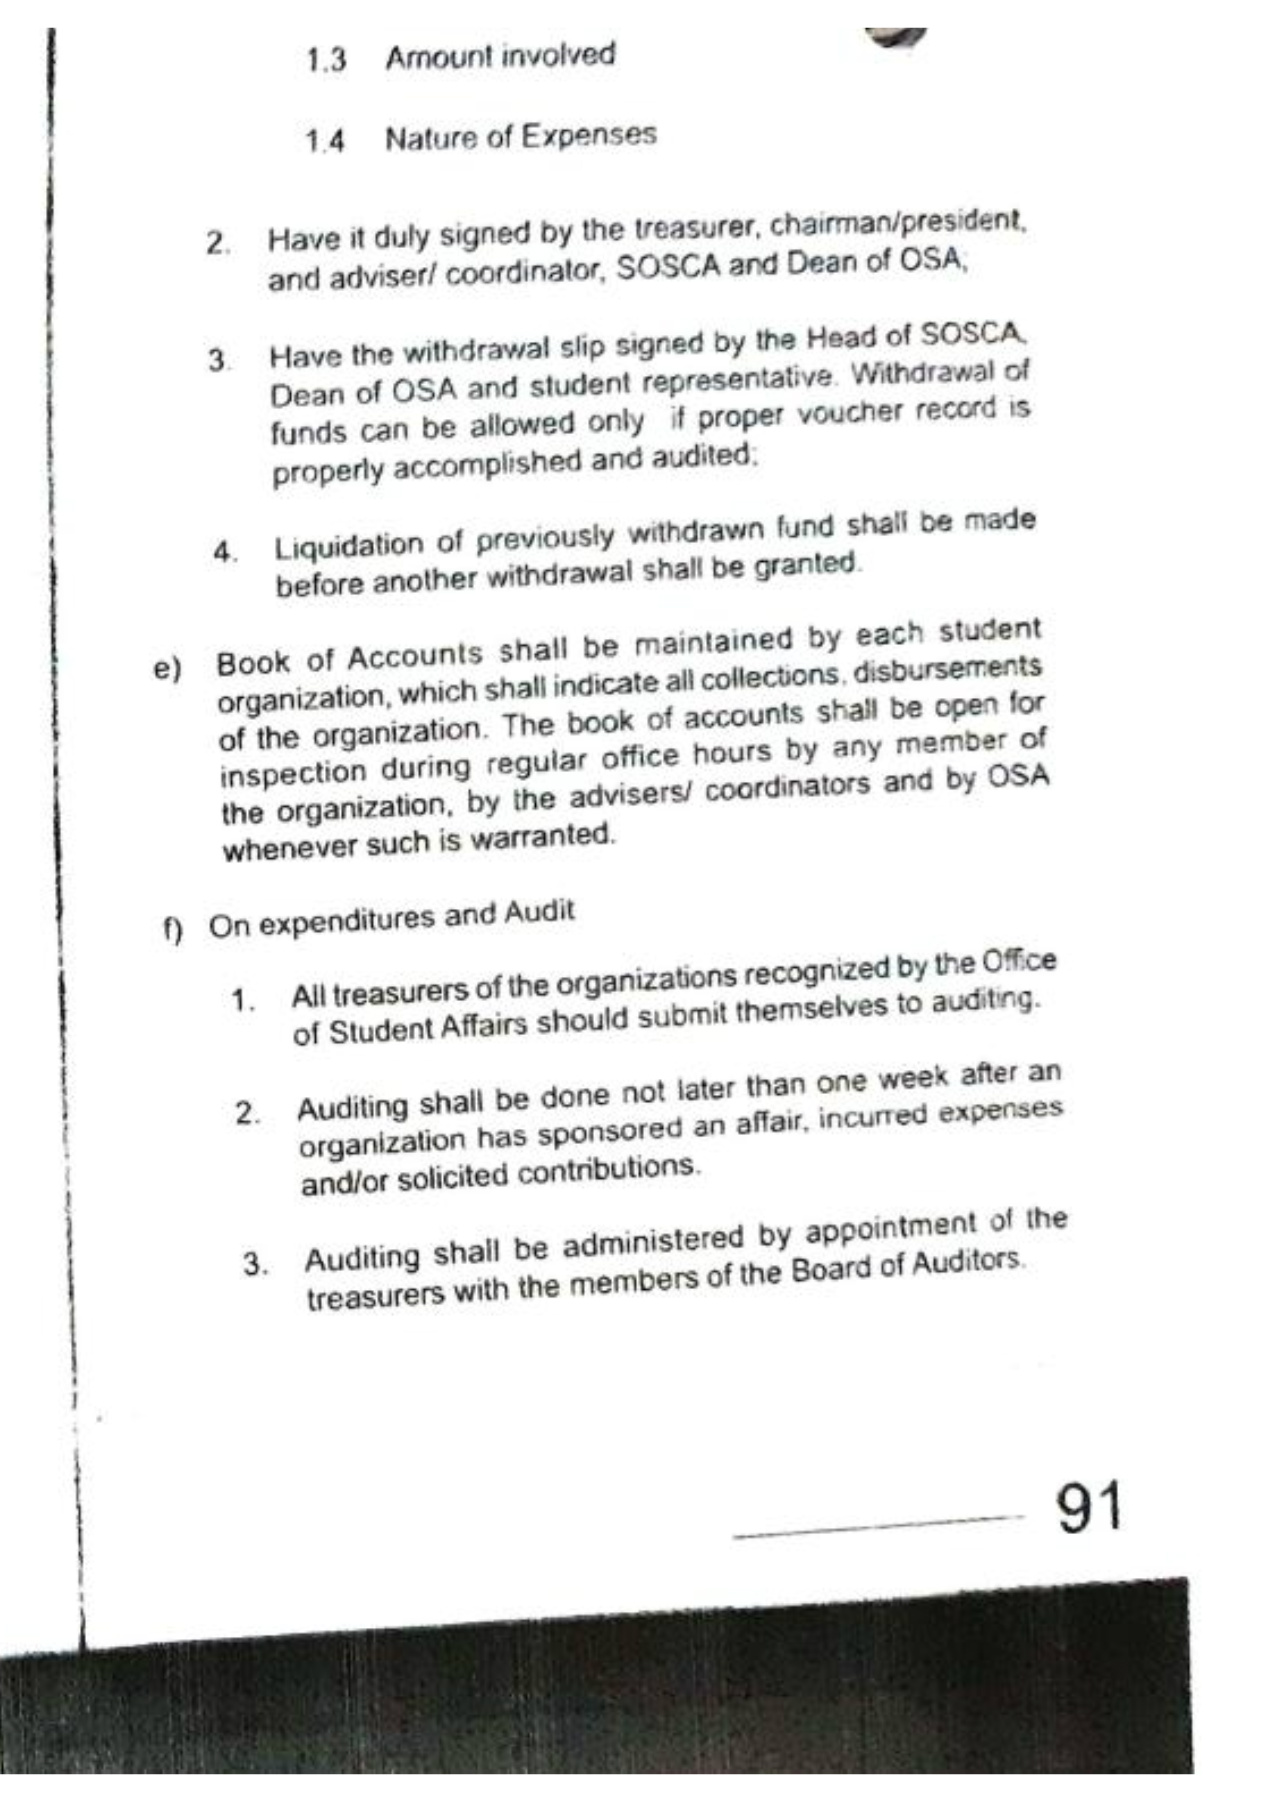 1.3 Amount involved
1.4 Nature of Expenses
2. Have it duly signed by the treasurer, chairman/president,
and adviser/ coordinator, SOSCA and Dean of OSA;
3. Have the withdrawal slip signed by the Head of SOSCA,
Dean of OSA and student representative. Withdrawal of
funds can be allowed only if proper voucher record is
properly accomplished and audited;
4. Liquidation of previously withdrawn fund shall be made
before another withdrawal shall be granted.
e) Book of Accounts shall be maintained by each student
organization, which shall indicate all collections, disbursements
of the organization. The book of accounts shall be open for
inspection during regular office hours by any member of
the organization, by the advisers/ coordinators and by OSA
whenever such is warranted.
f) On expenditures and Audit
1. All treasurers of the organizations recognized by the Office
of Student Affairs should submit themselves to auditing.
2. Auditing shall be done not later than one week after an
organization has sponsored an affair, incurred expenses
and/or solicited contributions.
3. Auditing shall be administered by appointment of the
treasurers with the members of the Board of Auditors.
91